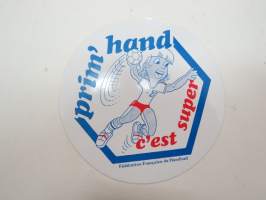 prim' hand
c'est super
Fédération Française de Handball